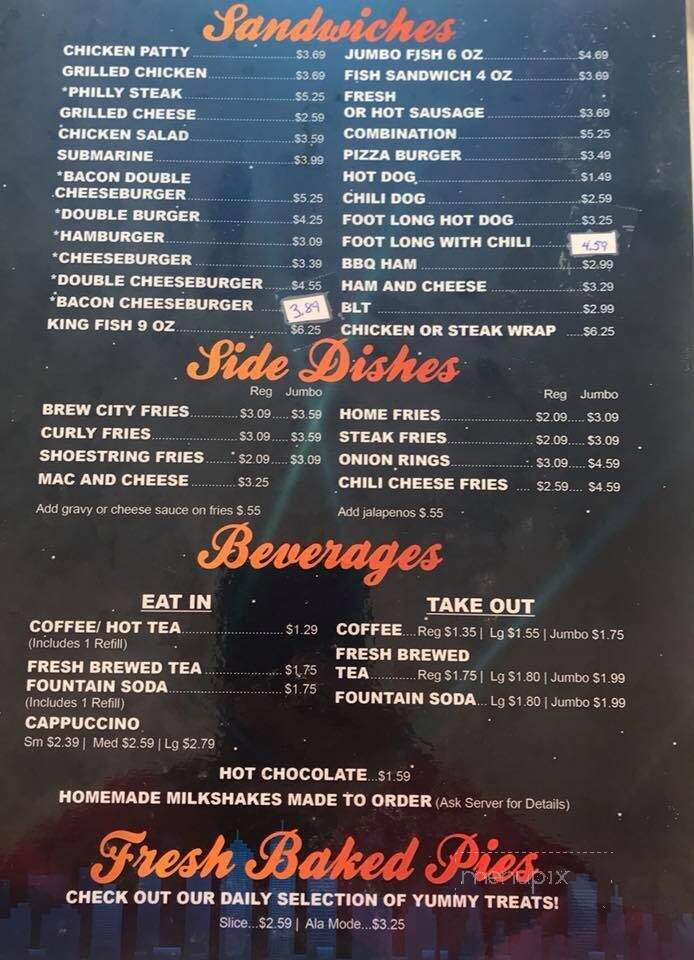 Sandwiches
CHICKEN PATTY $3.69
GRILLED CHICKEN $3.69
*PHILLY STEAK $5.25
GRILLED CHEESE $2.59
CHICKEN SALAD $3.59
SUBMARINE $3.99
*BACON DOUBLE
CHEESEBURGER $5.25
*DOUBLE BURGER $4.25
*HAMBURGER $3.09
*CHEESEBURGER $3.39
*DOUBLE CHEESEBURGER $4.55
*BACON CHEESEBURGER 3.89
KING FISH 9 OZ $6.25
JUMBO FISH 6 OZ $4.69
FISH SANDWICH 4 OZ $3.69
FRESH
OR HOT SAUSAGE $3.69
COMBINATION $5.25
PIZZA BURGER $3.49
HOT DOG $1.49
CHILI DOG $2.59
FOOT LONG HOT DOG $3.25
FOOT LONG WITH CHILI 4.59
BBQ HAM $2.99
HAM AND CHEESE $3.29
BLT $2.99
CHICKEN OR STEAK WRAP $6.25
Side Dishes
Reg Jumbo
BREW CITY FRIES $3.09 $3.59
CURLY FRIES $3.09 $3.59
SHOESTRING FRIES $2.09 $3.09
MAC AND CHEESE $3.25
Add gravy or cheese sauce on fries $.55
Reg Jumbo
HOME FRIES $2.09 $3.09
STEAK FRIES $2.09 $3.09
ONION RINGS $3.09 $4.59
CHILI CHEESE FRIES $2.59 $4.59
Add jalapenos $.55
Beverages
EAT IN
COFFEE/ HOT TEA $1.29
(Includes 1 Refill)
FRESH BREWED TEA $1.75
FOUNTAIN SODA $1.75
(Includes 1 Refill)
CAPPUCCINO
Sm $2.39 | Med $2.59 | Lg $2.79
TAKE OUT
COFFEE....Reg $1.35 | Lg $1.55 | Jumbo $1.75
FRESH BREWED
TEA Reg $1.75 | Lg $1.80 | Jumbo $1.99
FOUNTAIN SODA... Lg $1.80 | Jumbo $1.99
HOT CHOCOLATE...$1.59
HOMEMADE MILKSHAKES MADE TO ORDER (Ask Server for Details)
Fresh Baked Pies
menupix
CHECK OUT OUR DAILY SELECTION OF YUMMY TREATS!
Slice...$2.59 | Ala Mode...$3.25